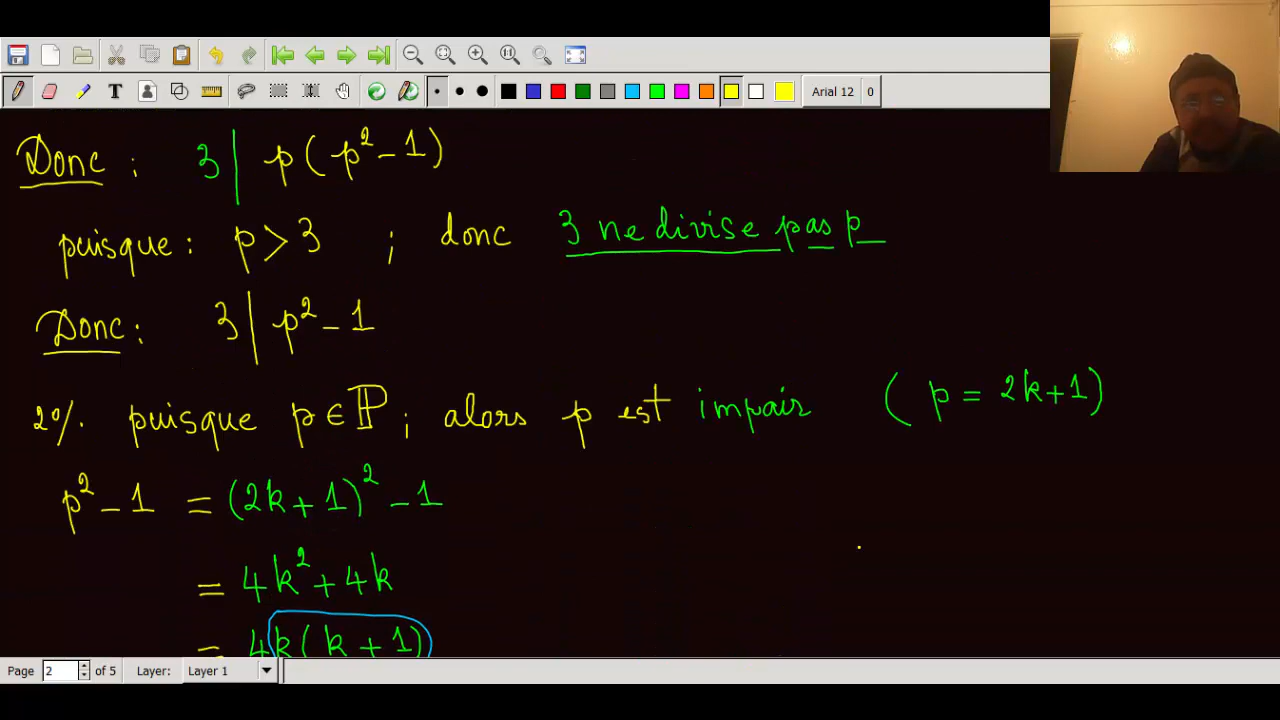 Arial 12 0
Donc : 3 | p(p² - 1)
puisque : p > 3 ; donc 3 ne divise pas p
Donc : 3 | p² - 1
2%. puisque p ∈ ℙ ; alors p est impair ( p = 2k+1 )
p² - 1 = (2k + 1)² - 1
= 4k² + 4k
= 4k( k + 1)
Page 2 of 5 Layer: Layer 1